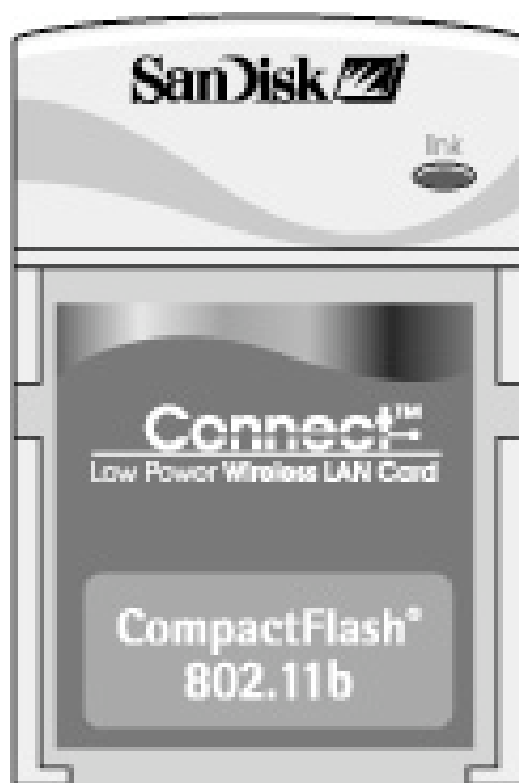 SanDisk
link
Connect™
Low Power Wireless LAN Card
CompactFlash®
802.11b